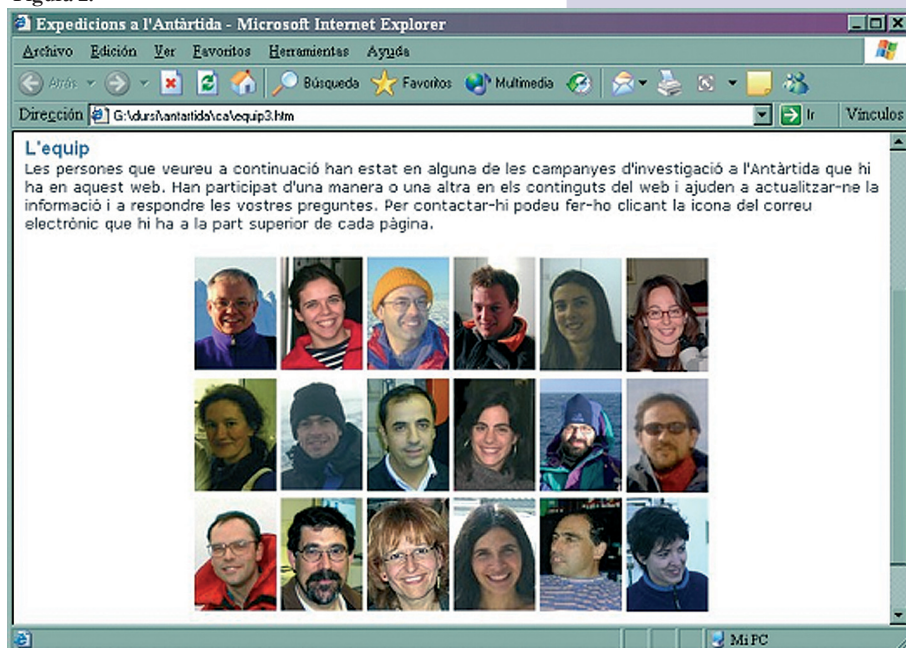 Expedicions a l'Antàrtida - Microsoft Internet Explorer
Archivo Edición Ver Favoritos Herramientas Ayuda
Atrás Búsqueda Favoritos Multimedia
Dirección G:\dursi\antartida\ca\equip3.htm Ir Vínculos
L'equip
Les persones que veureu a continuació han estat en alguna de les campanyes d'investigació a l'Antàrtida que hi
ha en aquest web. Han participat d'una manera o una altra en els continguts del web i ajuden a actualitzar-ne la
informació i a respondre les vostres preguntes. Per contactar-hi podeu fer-ho clicant la icona del correu
electrònic que hi ha a la part superior de cada pàgina.
Mi PC